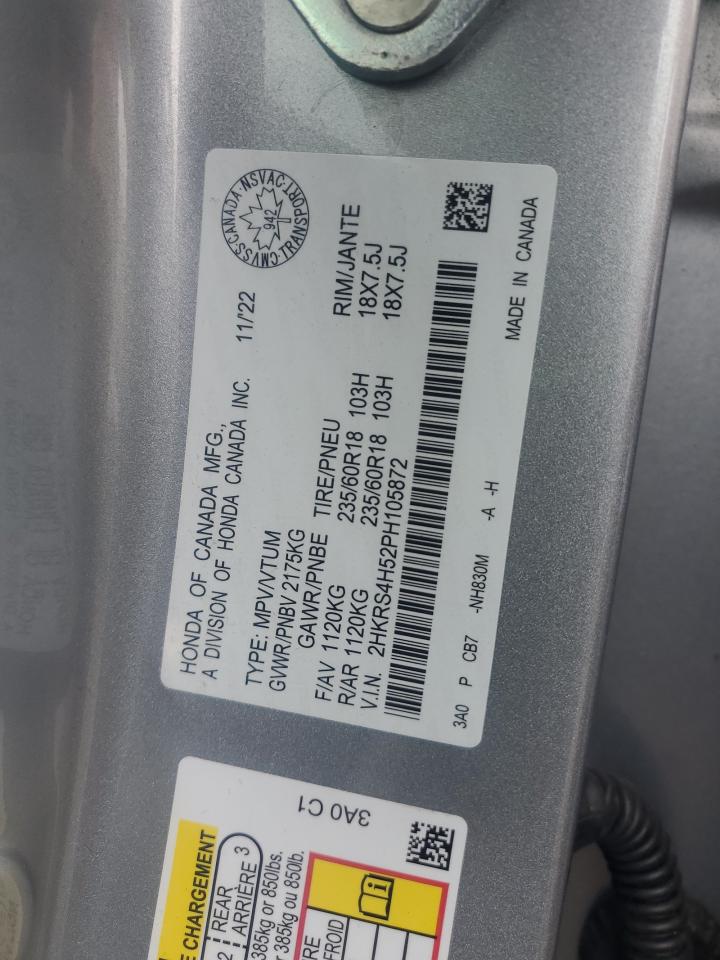 HONDA OF CANADA MFG.,
A DIVISION OF HONDA CANADA INC. 11/'22
CMVSS·CANADA·NSVAC·TRANSPORT·
942
TYPE: MPV/VTUM
GVWR/PNBV 2175KG
GAWR/PNBE TIRE/PNEU RIM/JANTE
F/AV 1120KG 235/60R18 103H 18X7.5J
R/AR 1120KG 235/60R18 103H 18X7.5J
V.I.N. 2HKRS4H52PH105872
3A0 P CB7 -NH830M -A -H MADE IN CANADA
3A0 C1
E CHARGEMENT
2 REAR
ARRIÈRE 3
385kg or 850lbs.
r 385kg ou 850lb.
RE
FROID